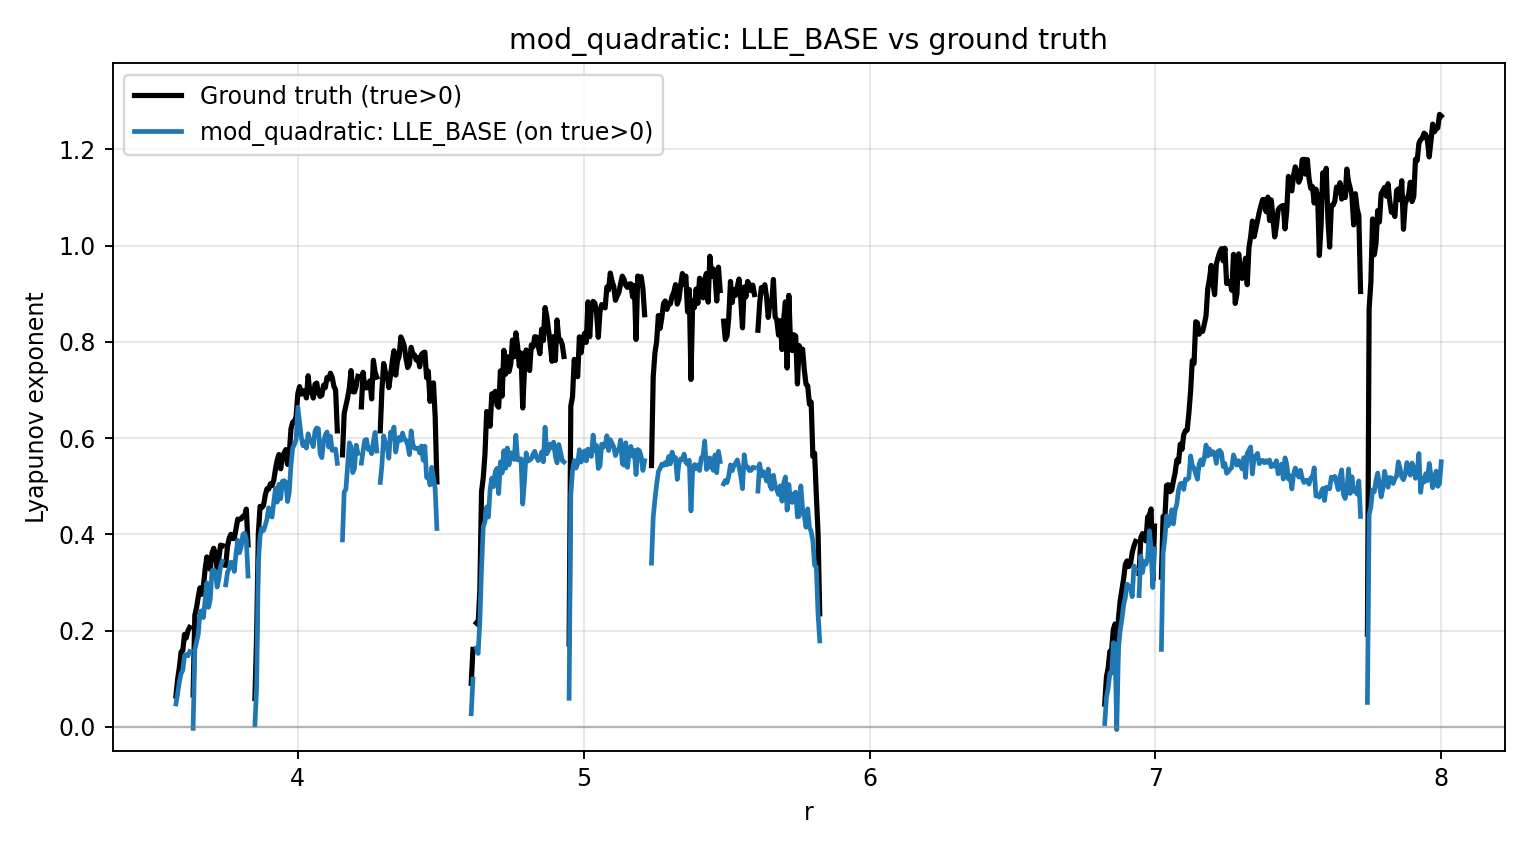 mod_quadratic: LLE_BASE vs ground truth
Ground truth (true>0)
mod_quadratic: LLE_BASE (on true>0)
Lyapunov exponent
1.2
1.0
0.8
0.6
0.4
0.2
0.0
4 5 6 7 8
r